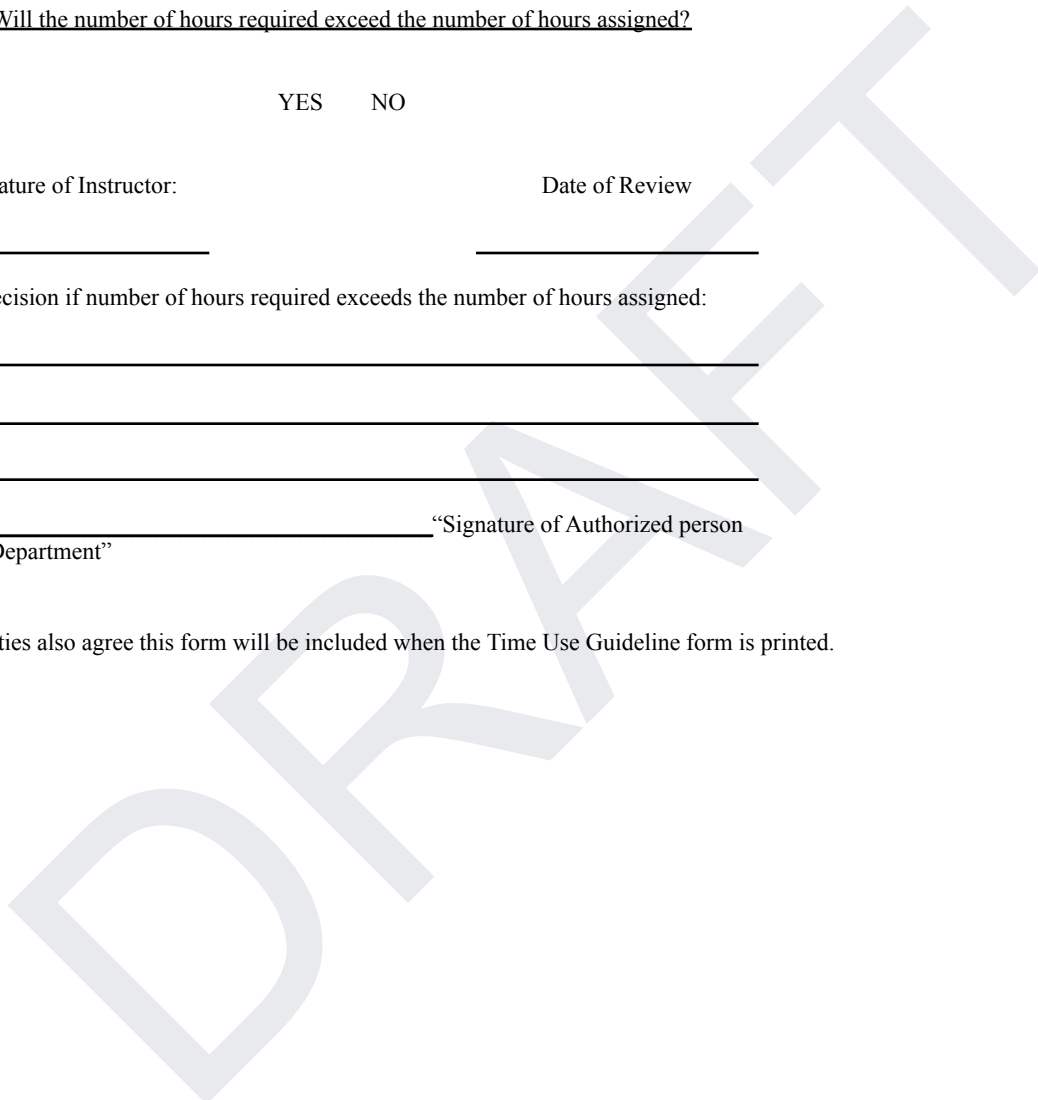 Will the number of hours required exceed the number of hours assigned?
YES NO
ature of Instructor:
Date of Review
ecision if number of hours required exceeds the number of hours assigned:
“Signature of Authorized person
Department”
ties also agree this form will be included when the Time Use Guideline form is printed.
DRAFT